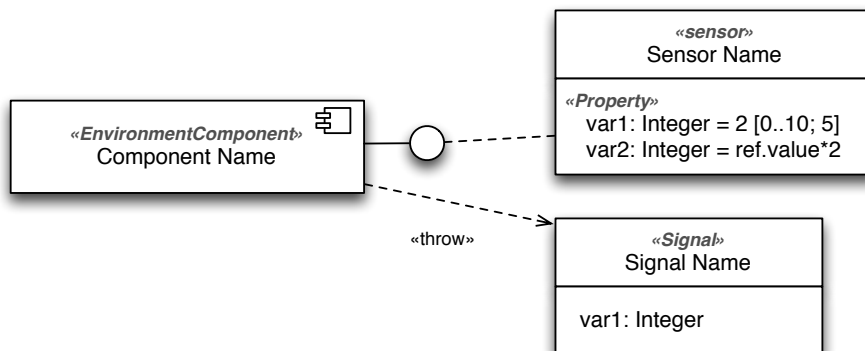 «sensor»
Sensor Name
«Property»
var1: Integer = 2 [0..10; 5]
var2: Integer = ref.value*2
«EnvironmentComponent»
Component Name
«throw»
«Signal»
Signal Name
var1: Integer